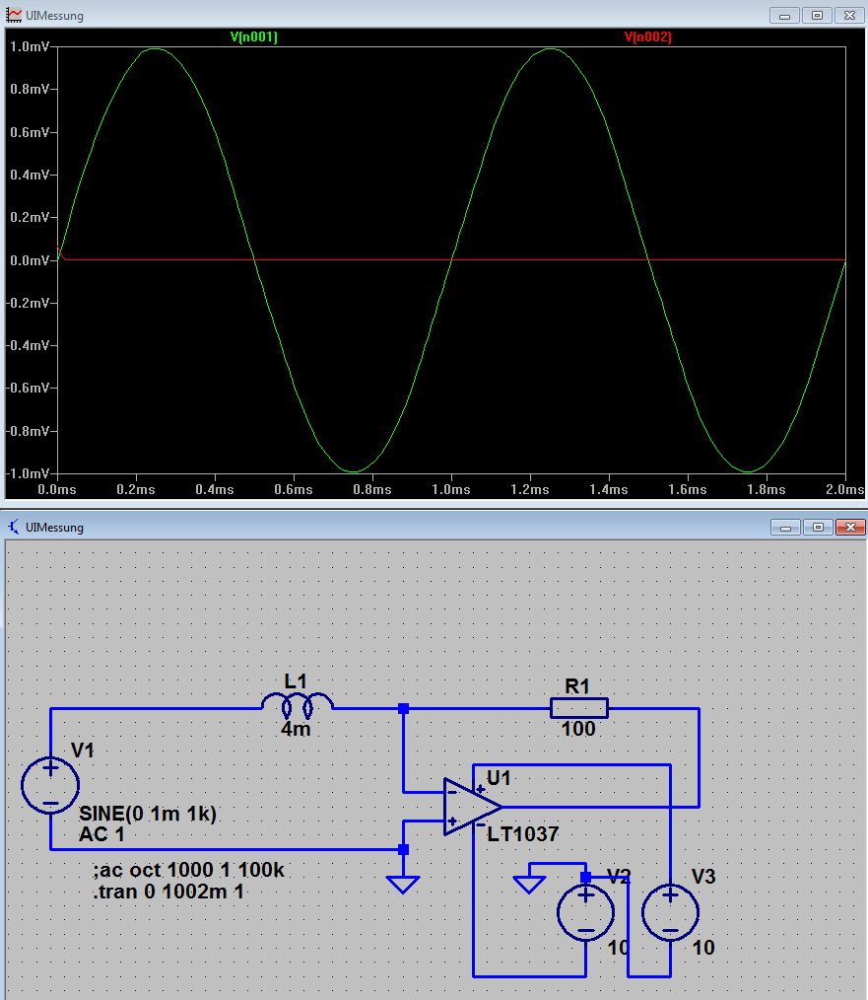 UIMessung
V(n001) V(n002)
1.0mV
0.8mV
0.6mV
0.4mV
0.2mV
0.0mV
-0.2mV
-0.4mV
-0.6mV
-0.8mV
-1.0mV
0.0ms 0.2ms 0.4ms 0.6ms 0.8ms 1.0ms 1.2ms 1.4ms 1.6ms 1.8ms 2.0ms
UIMessung
L1
4m
R1
100
V1
SINE(0 1m 1k)
AC 1
U1
LT1037
;ac oct 1000 1 100k
.tran 0 1002m 1
V2
10
V3
10